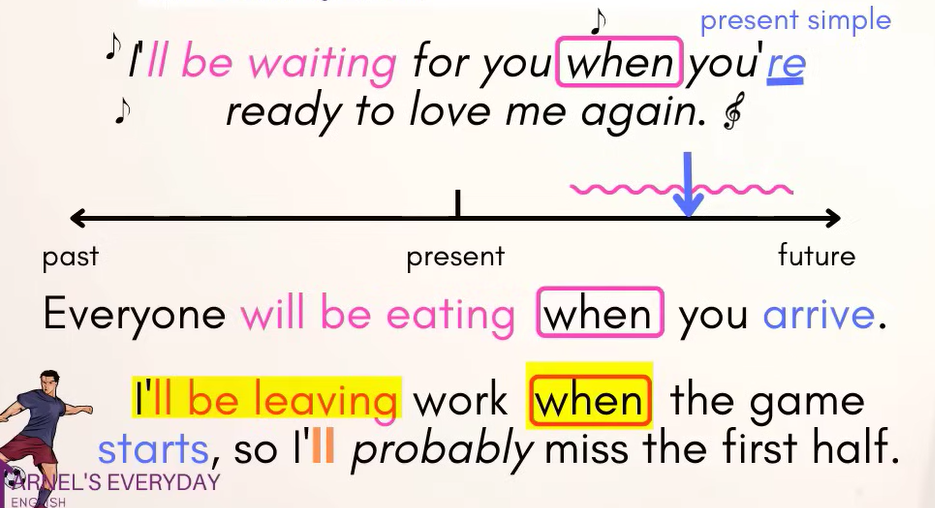 present simple
I'll be waiting for you when you're
ready to love me again.
past present future
Everyone will be eating when you arrive.
I'll be leaving work when the game
starts, so I'll probably miss the first half.
ARNEL'S EVERYDAY
ENGLISH